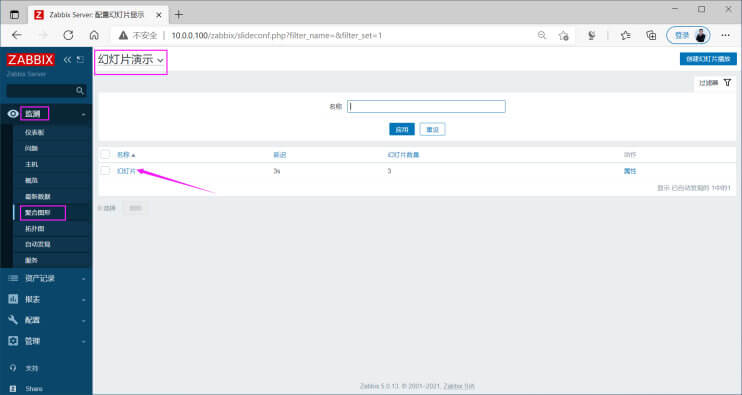 Zabbix Server: 配置幻灯片演示
不安全 10.0.0.100/zabbix/slideconf.php?filter_name=&filter_set=1
登录
ZABBIX
Zabbix Server
监测
仪表板
问题
主机
概览
最新数据
聚合图形
拓扑图
自动发现
服务
资产记录
报表
配置
管理
支持
Share
幻灯片演示
创建幻灯片播放
过滤器
名称
应用
重设
名称 延迟 幻灯片数量 动作
幻灯片 3s 3 属性
显示 已自动发现的 1中的1
0 选择 删除
Zabbix 5.0.13. © 2001–2021, Zabbix SIA